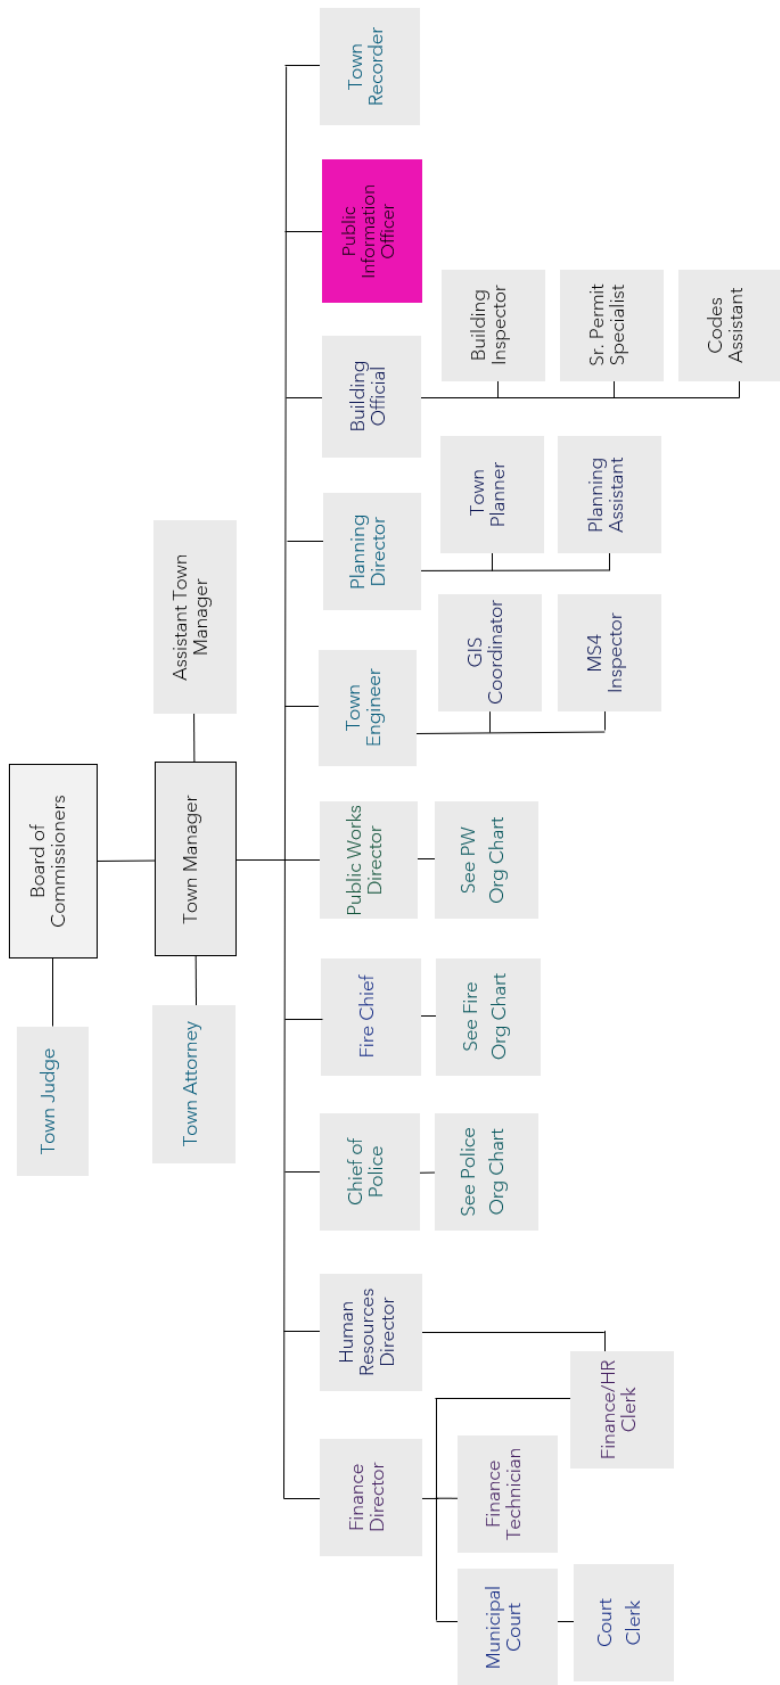 Board of
Commissioners
Town Judge
Town Manager
Assistant Town
Manager
Town Attorney
Finance
Director
Human
Resources
Director
Chief of
Police
Fire Chief
Public Works
Director
Town
Engineer
Planning
Director
Building
Official
Public
Information
Officer
Town
Recorder
Municipal
Court
Finance
Technician
Finance/HR
Clerk
Court
Clerk
See Police
Org Chart
See Fire
Org Chart
See PW
Org Chart
GIS
Coordinator
MS4
Inspector
Town
Planner
Planning
Assistant
Building
Inspector
Sr. Permit
Specialist
Codes
Assistant